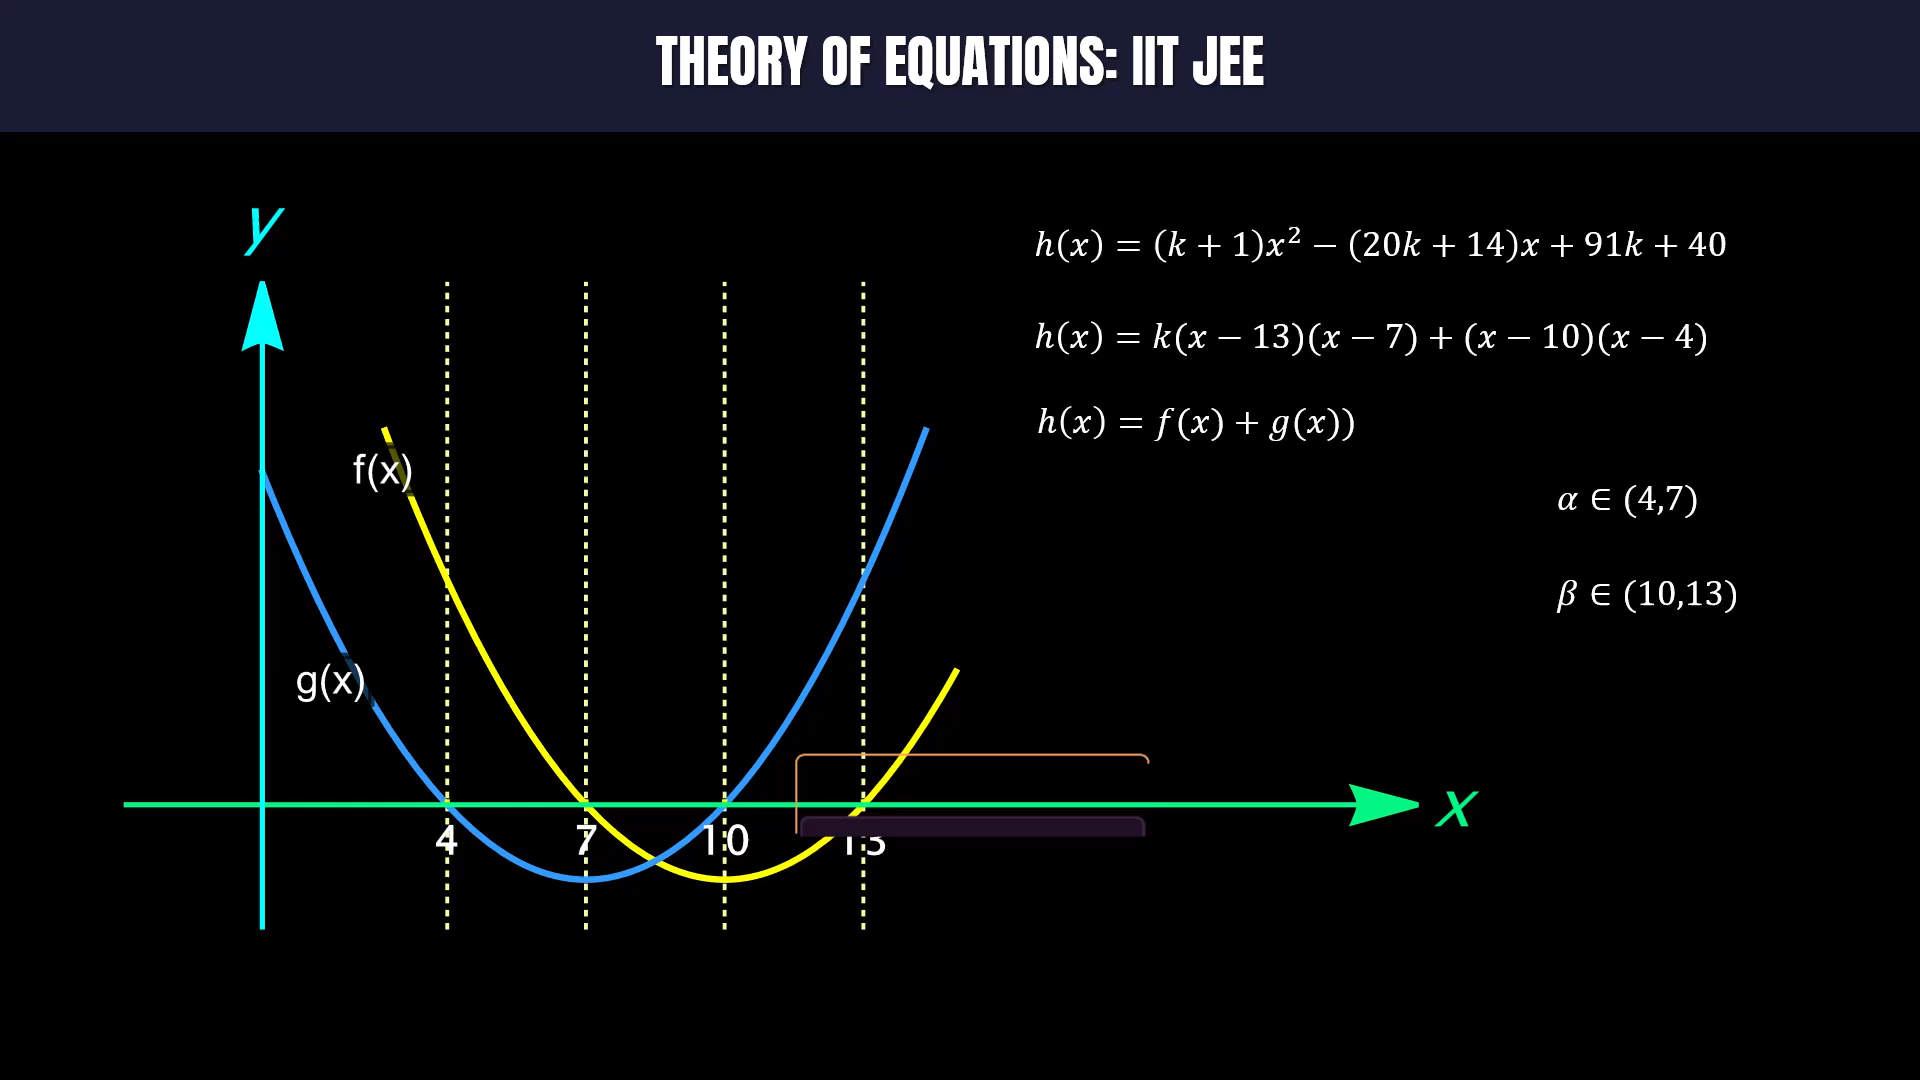 THEORY OF EQUATIONS: IIT JEE
y
h(x) = (k + 1)x² − (20k + 14)x + 91k + 40
h(x) = k(x − 13)(x − 7) + (x − 10)(x − 4)
h(x) = f(x) + g(x))
f(x)
α ∈ (4,7)
β ∈ (10,13)
g(x)
x
4 7 10 13